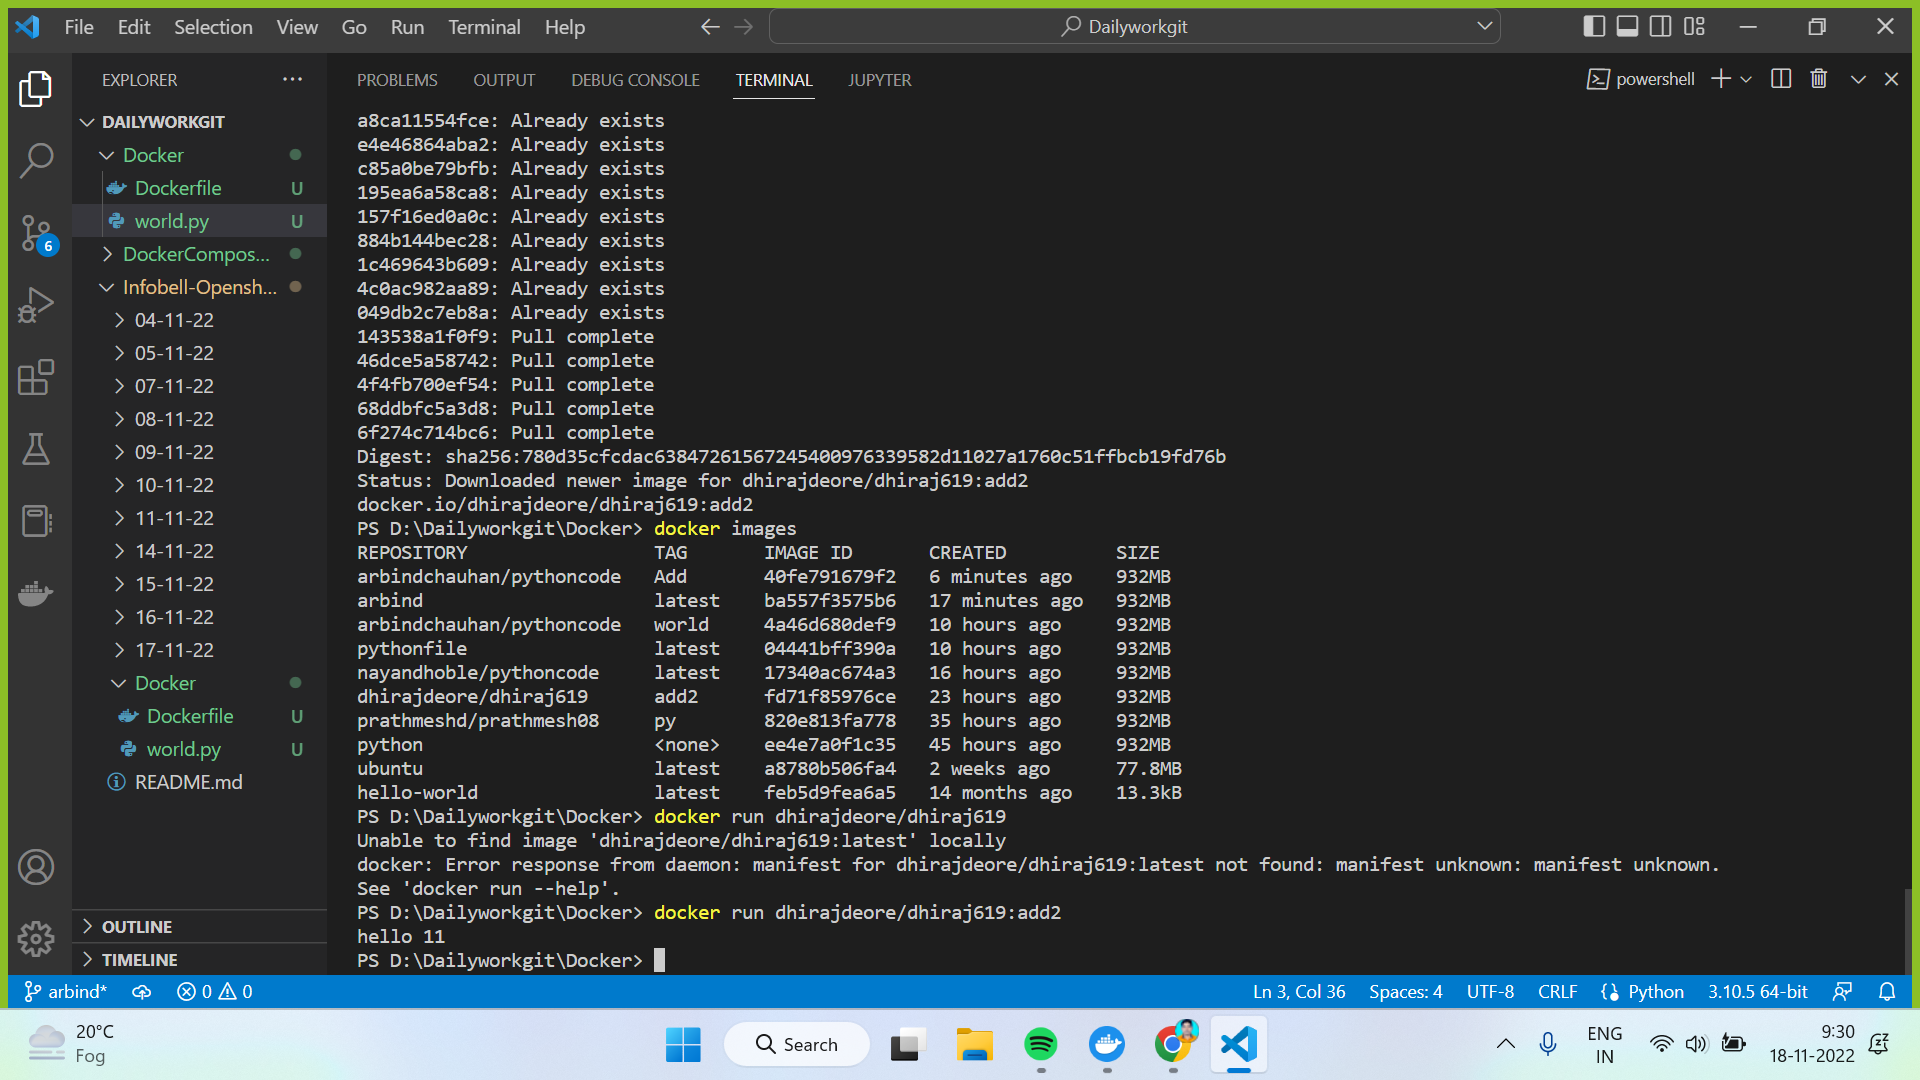 File Edit Selection View Go Run Terminal Help
Dailyworkgit
EXPLORER
DAILYWORKGIT
Docker
Dockerfile U
world.py U
DockerCompos...
Infobell-Opensh...
04-11-22
05-11-22
07-11-22
08-11-22
09-11-22
10-11-22
11-11-22
14-11-22
15-11-22
16-11-22
17-11-22
Docker
Dockerfile U
world.py U
README.md
OUTLINE
TIMELINE
6
PROBLEMS OUTPUT DEBUG CONSOLE TERMINAL JUPYTER
powershell
a8ca11554fce: Already exists
e4e46864aba2: Already exists
c85a0be79bfb: Already exists
195ea6a58ca8: Already exists
157f16ed0a0c: Already exists
884b144bec28: Already exists
1c469643b609: Already exists
4c0ac982aa89: Already exists
049db2c7eb8a: Already exists
143538a1f0f9: Pull complete
46dce5a58742: Pull complete
4f4fb700ef54: Pull complete
68ddbfc5a3d8: Pull complete
6f274c714bc6: Pull complete
Digest: sha256:780d35cfcdac63847261567245400976339582d11027a1760c51ffbcb19fd76b
Status: Downloaded newer image for dhirajdeore/dhiraj619:add2
docker.io/dhirajdeore/dhiraj619:add2
PS D:\Dailyworkgit\Docker> docker images
REPOSITORY TAG IMAGE ID CREATED SIZE
arbindchauhan/pythoncode Add 40fe791679f2 6 minutes ago 932MB
arbind latest ba557f3575b6 17 minutes ago 932MB
arbindchauhan/pythoncode world 4a46d680def9 10 hours ago 932MB
pythonfile latest 04441bff390a 10 hours ago 932MB
nayandhoble/pythoncode latest 17340ac674a3 16 hours ago 932MB
dhirajdeore/dhiraj619 add2 fd71f85976ce 23 hours ago 932MB
prathmeshd/prathmesh08 py 820e813fa778 35 hours ago 932MB
python <none> ee4e7a0f1c35 45 hours ago 932MB
ubuntu latest a8780b506fa4 2 weeks ago 77.8MB
hello-world latest feb5d9fea6a5 14 months ago 13.3kB
PS D:\Dailyworkgit\Docker> docker run dhirajdeore/dhiraj619
Unable to find image 'dhirajdeore/dhiraj619:latest' locally
docker: Error response from daemon: manifest for dhirajdeore/dhiraj619:latest not found: manifest unknown: manifest unknown.
See 'docker run --help'.
PS D:\Dailyworkgit\Docker> docker run dhirajdeore/dhiraj619:add2
hello 11
PS D:\Dailyworkgit\Docker>
arbind* 0 0 Ln 3, Col 36 Spaces: 4 UTF-8 CRLF Python 3.10.5 64-bit
20°C
Fog
Search
ENG
IN
9:30
18-11-2022